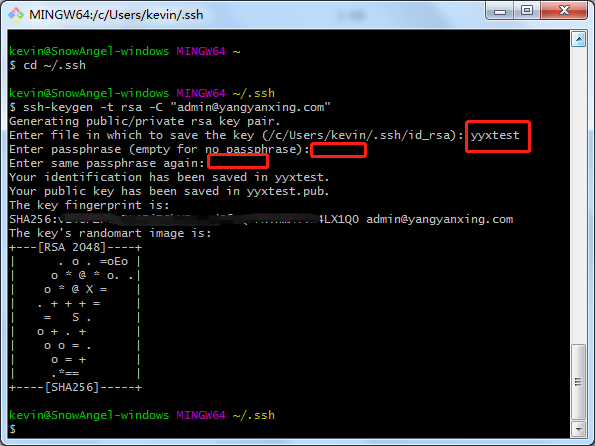 MINGW64:/c/Users/kevin/.ssh
kevin@SnowAngel-windows MINGW64 ~
$ cd ~/.ssh
kevin@SnowAngel-windows MINGW64 ~/.ssh
$ ssh-keygen -t rsa -C "admin@yangyanxing.com"
Generating public/private rsa key pair.
Enter file in which to save the key (/c/Users/kevin/.ssh/id_rsa): yyxtest
Enter passphrase (empty for no passphrase):
Enter same passphrase again:
Your identification has been saved in yyxtest.
Your public key has been saved in yyxtest.pub.
The key fingerprint is:
SHA256: 4LX1QO admin@yangyanxing.com
The key's randomart image is:
+---[RSA 2048]----+
|      . o . =oEo |
|     o * @ * o. .|
|    o * @ X =    |
|   . + + + =     |
|    =   S .      |
|   o + . +       |
|    o o = .      |
|     o = +       |
|     .*==        |
+----[SHA256]-----+
kevin@SnowAngel-windows MINGW64 ~/.ssh
$